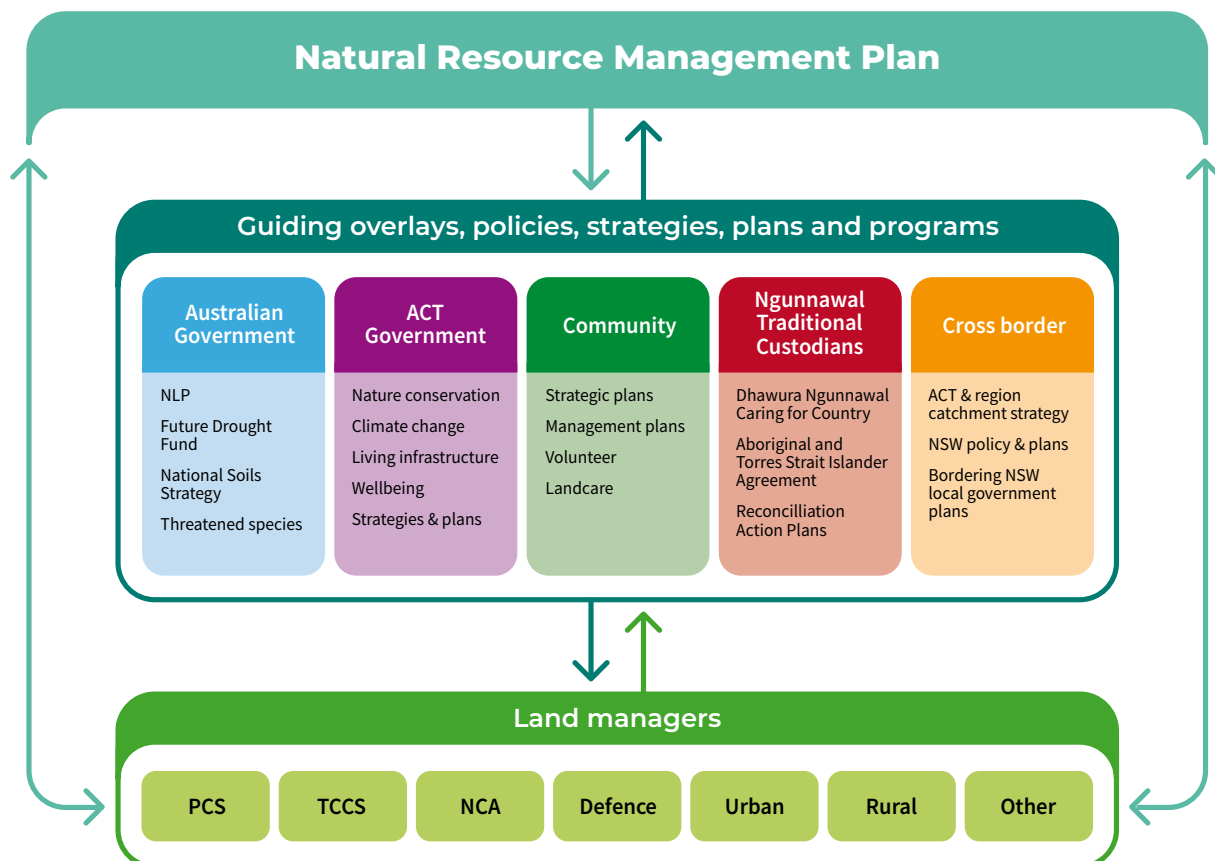 Natural Resource Management Plan
Guiding overlays, policies, strategies, plans and programs
Australian
Government
NLP
Future Drought
Fund
National Soils
Strategy
Threatened species
ACT
Government
Nature conservation
Climate change
Living infrastructure
Wellbeing
Strategies & plans
Community
Strategic plans
Management plans
Volunteer
Landcare
Ngunnawal
Traditional
Custodians
Dhawura Ngunnawal
Caring for Country
Aboriginal and
Torres Strait Islander
Agreement
Reconcilliation
Action Plans
Cross border
ACT & region
catchment strategy
NSW policy & plans
Bordering NSW
local government
plans
Land managers
PCS
TCCS
NCA
Defence
Urban
Rural
Other